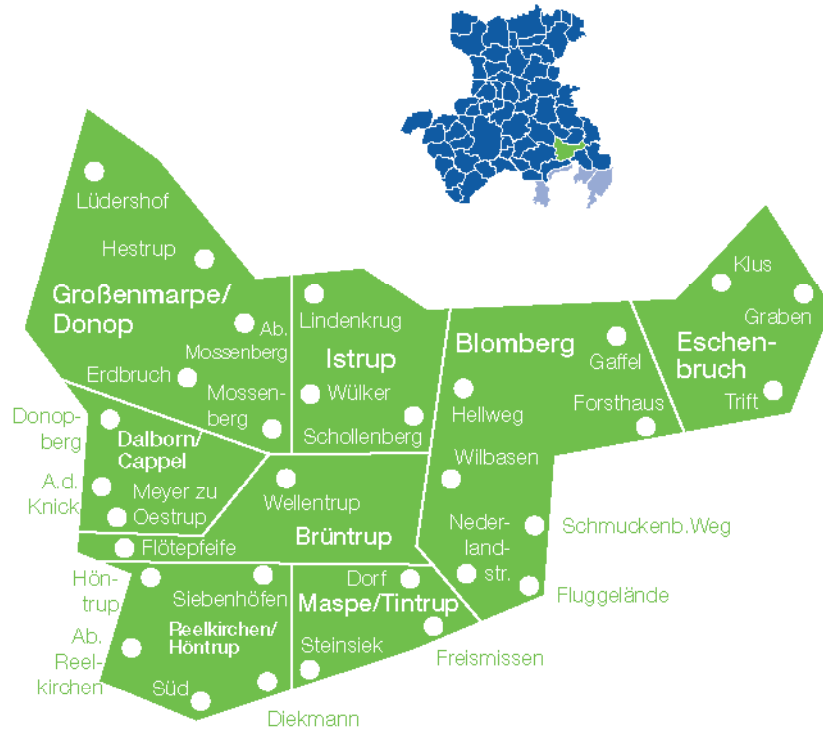 Lüdershof
Hestrup
Großenmarpe/
Donop
Ab.
Mossenberg
Erdbruch
Mossen-
berg
Lindenkrug
Istrup
Wülker
Schollenberg
Blomberg
Gaffel
Hellweg
Forsthaus
Wilbasen
Neder-
land-
str.
Schmuckenb.Weg
Fluggelände
Klus
Graben
Eschen-
bruch
Trift
Donop-
berg
Dalborn/
Cappel
A.d.
Knick
Meyer zu
Oestrup
Wellentrup
Brüntrup
Flötepfeife
Hön-
trup
Siebenhöfen
Reelkirchen/
Höntrup
Ab.
Reel-
kirchen
Süd
Diekmann
Dorf
Maspe/Tintrup
Steinsiek
Freismissen